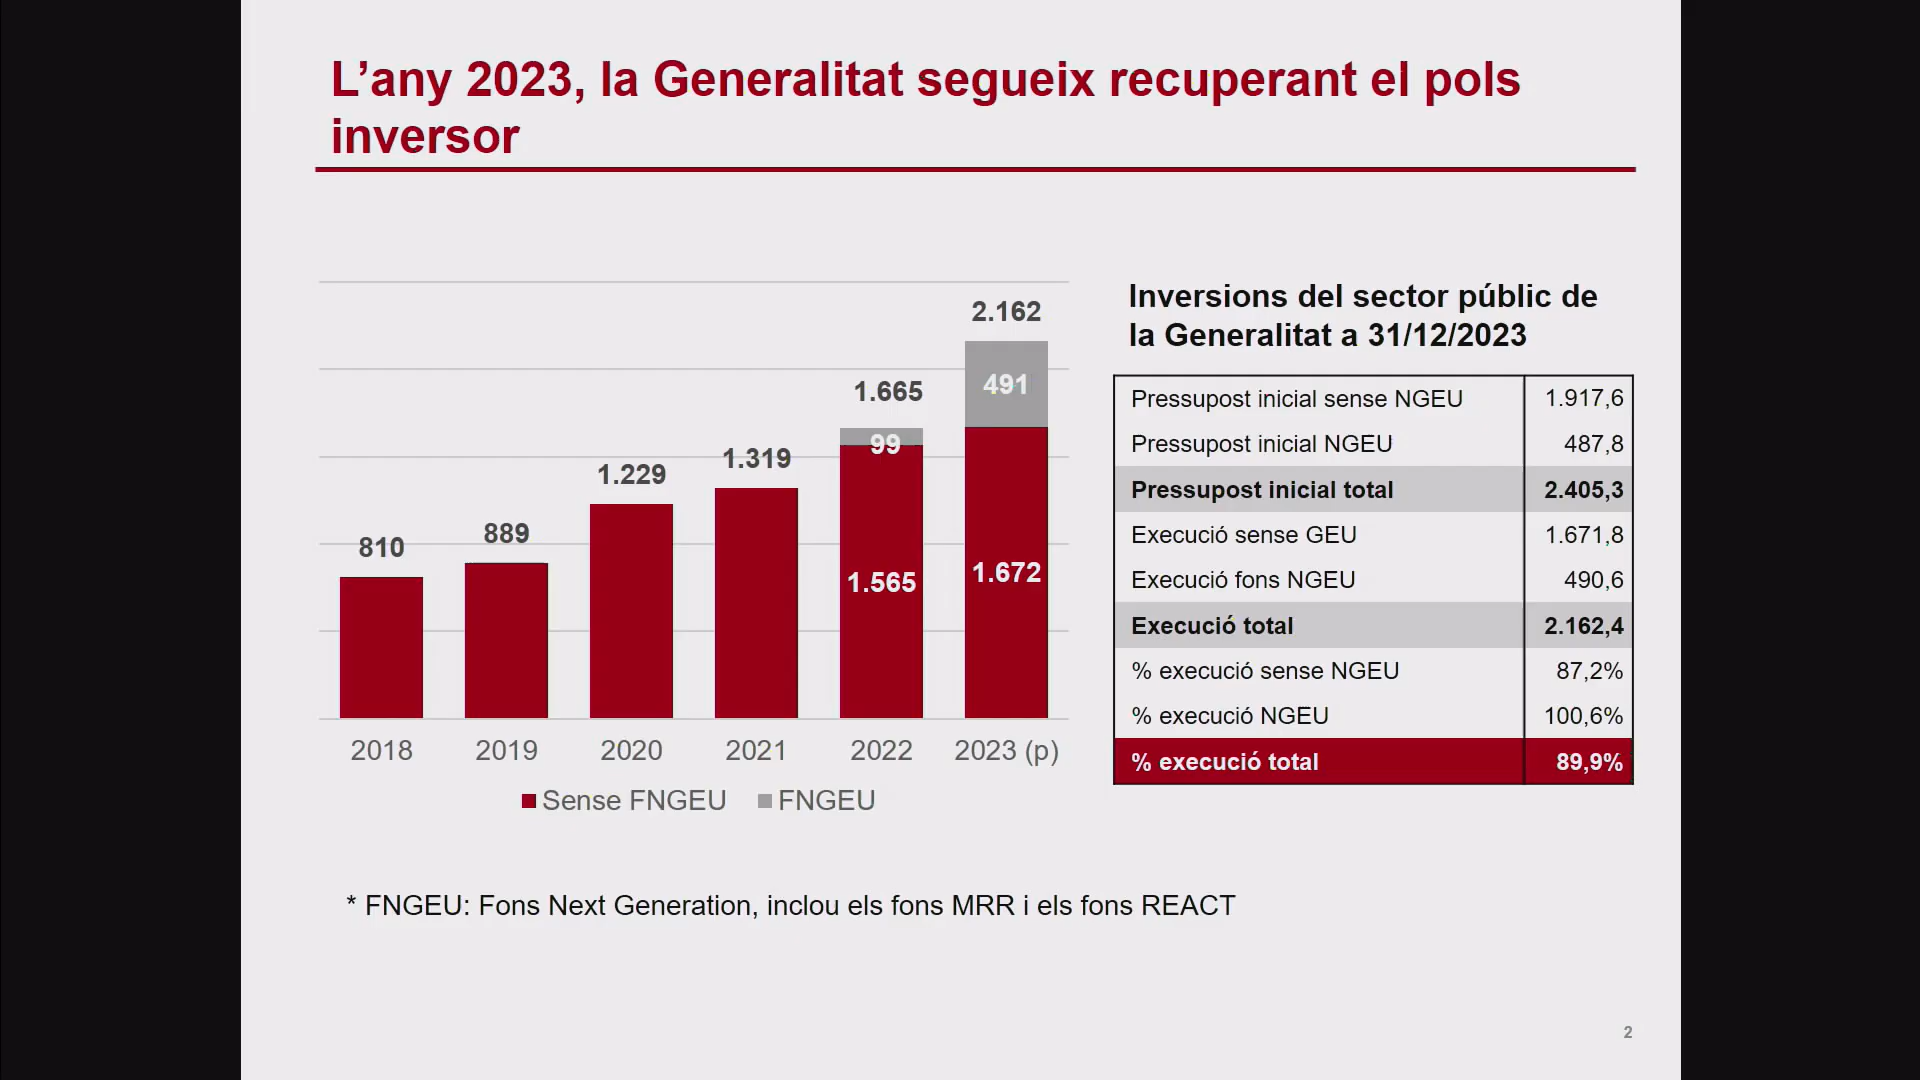 L’any 2023, la Generalitat segueix recuperant el pols
inversor
2.162
491
1.665
99
1.319
1.229
889
810
1.565
1.672
2018 2019 2020 2021 2022 2023 (p)
Sense FNGEU FNGEU
Inversions del sector públic de
la Generalitat a 31/12/2023
Pressupost inicial sense NGEU 1.917,6
Pressupost inicial NGEU 487,8
Pressupost inicial total 2.405,3
Execució sense GEU 1.671,8
Execució fons NGEU 490,6
Execució total 2.162,4
% execució sense NGEU 87,2%
% execució NGEU 100,6%
% execució total 89,9%
* FNGEU: Fons Next Generation, inclou els fons MRR i els fons REACT
2